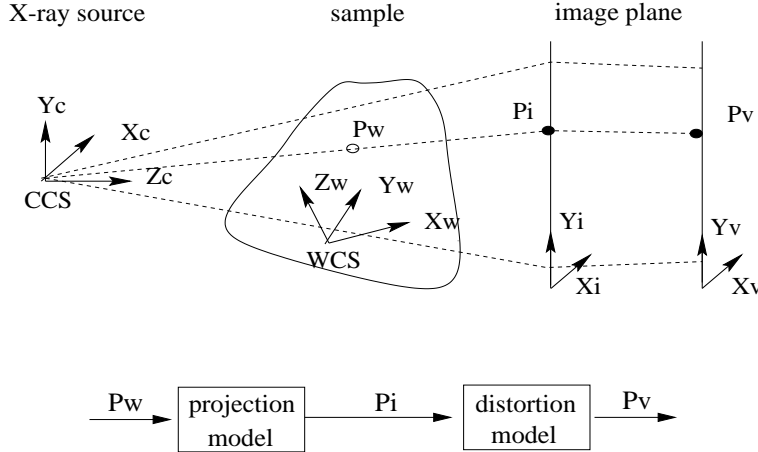 X-ray source
sample
image plane
Yc
Xc
Zc
CCS
Pw
Zw
Yw
Xw
WCS
Pi
Yi
Xi
Pv
Yv
Xv
Pw
projection
model
Pi
distortion
model
Pv